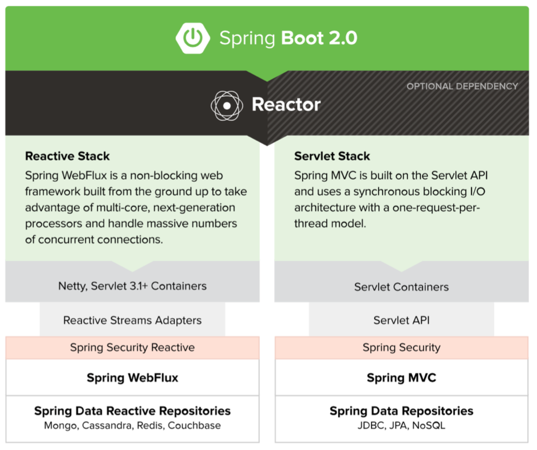 Spring Boot 2.0
OPTIONAL DEPENDENCY
Reactor
Reactive Stack
Spring WebFlux is a non-blocking web
framework built from the ground up to take
advantage of multi-core, next-generation
processors and handle massive numbers
of concurrent connections.
Servlet Stack
Spring MVC is built on the Servlet API
and uses a synchronous blocking I/O
architecture with a one-request-per-
thread model.
Netty, Servlet 3.1+ Containers
Servlet Containers
Reactive Streams Adapters
Servlet API
Spring Security Reactive
Spring Security
Spring WebFlux
Spring MVC
Spring Data Reactive Repositories
Mongo, Cassandra, Redis, Couchbase
Spring Data Repositories
JDBC, JPA, NoSQL